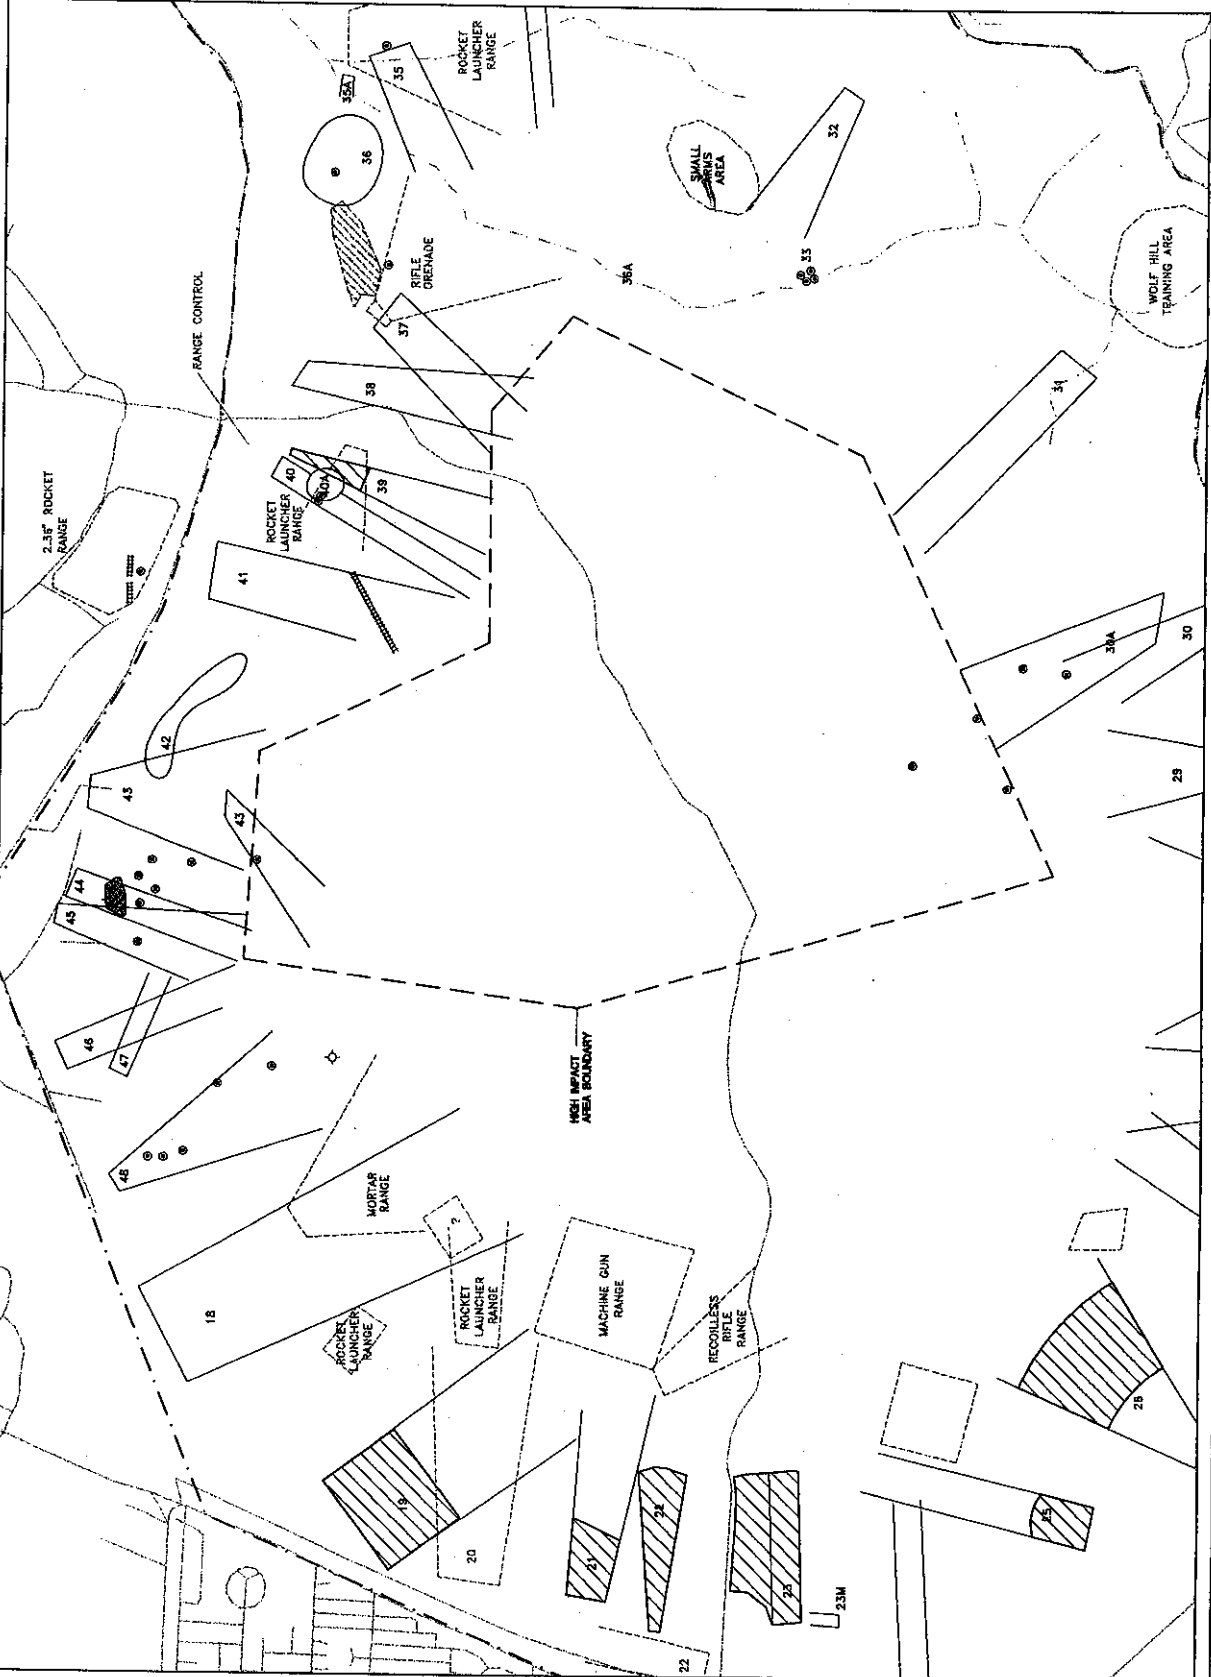 2.36" ROCKET
RANGE
RANGE CONTROL
35A
35
ROCKET
LAUNCHER
RANGE
36
RIFLE
GRENADE
37
38
36A
SMALL
ARMS
AREA
32
33
WOLF HILL
TRAINING AREA
31
40
40A
39
ROCKET
LAUNCHER
RANGE
41
42
43
43
44
45
46
47
48
30A
30
29
HIGH IMPACT
AREA BOUNDARY
MORTAR
RANGE
?
18
ROCKET
LAUNCHER
RANGE
ROCKET
LAUNCHER
RANGE
MACHINE GUN
RANGE
RECOILLESS
RIFLE
RANGE
19
20
21
22
23
23M
22
25
26